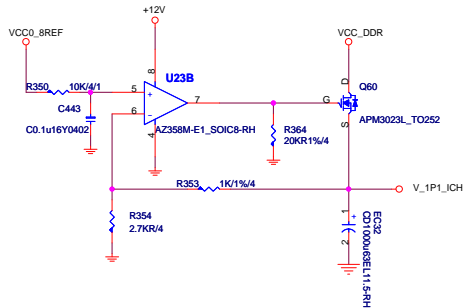 +12V
VCC0_8REF
VCC_DDR
U23B
R350 10K/4/1
C443
C0.1u16Y0402
8
5
+
6
−
7
4
AZ358M-E1_SOIC8-RH
G
D
S
Q60
APM3023L_TO252
R364
20KR1%/4
R353 1K/1%/4
V_1P1_ICH
R354
2.7KR/4
1
+
2
EC32
CD1000u63EL11.5-RH